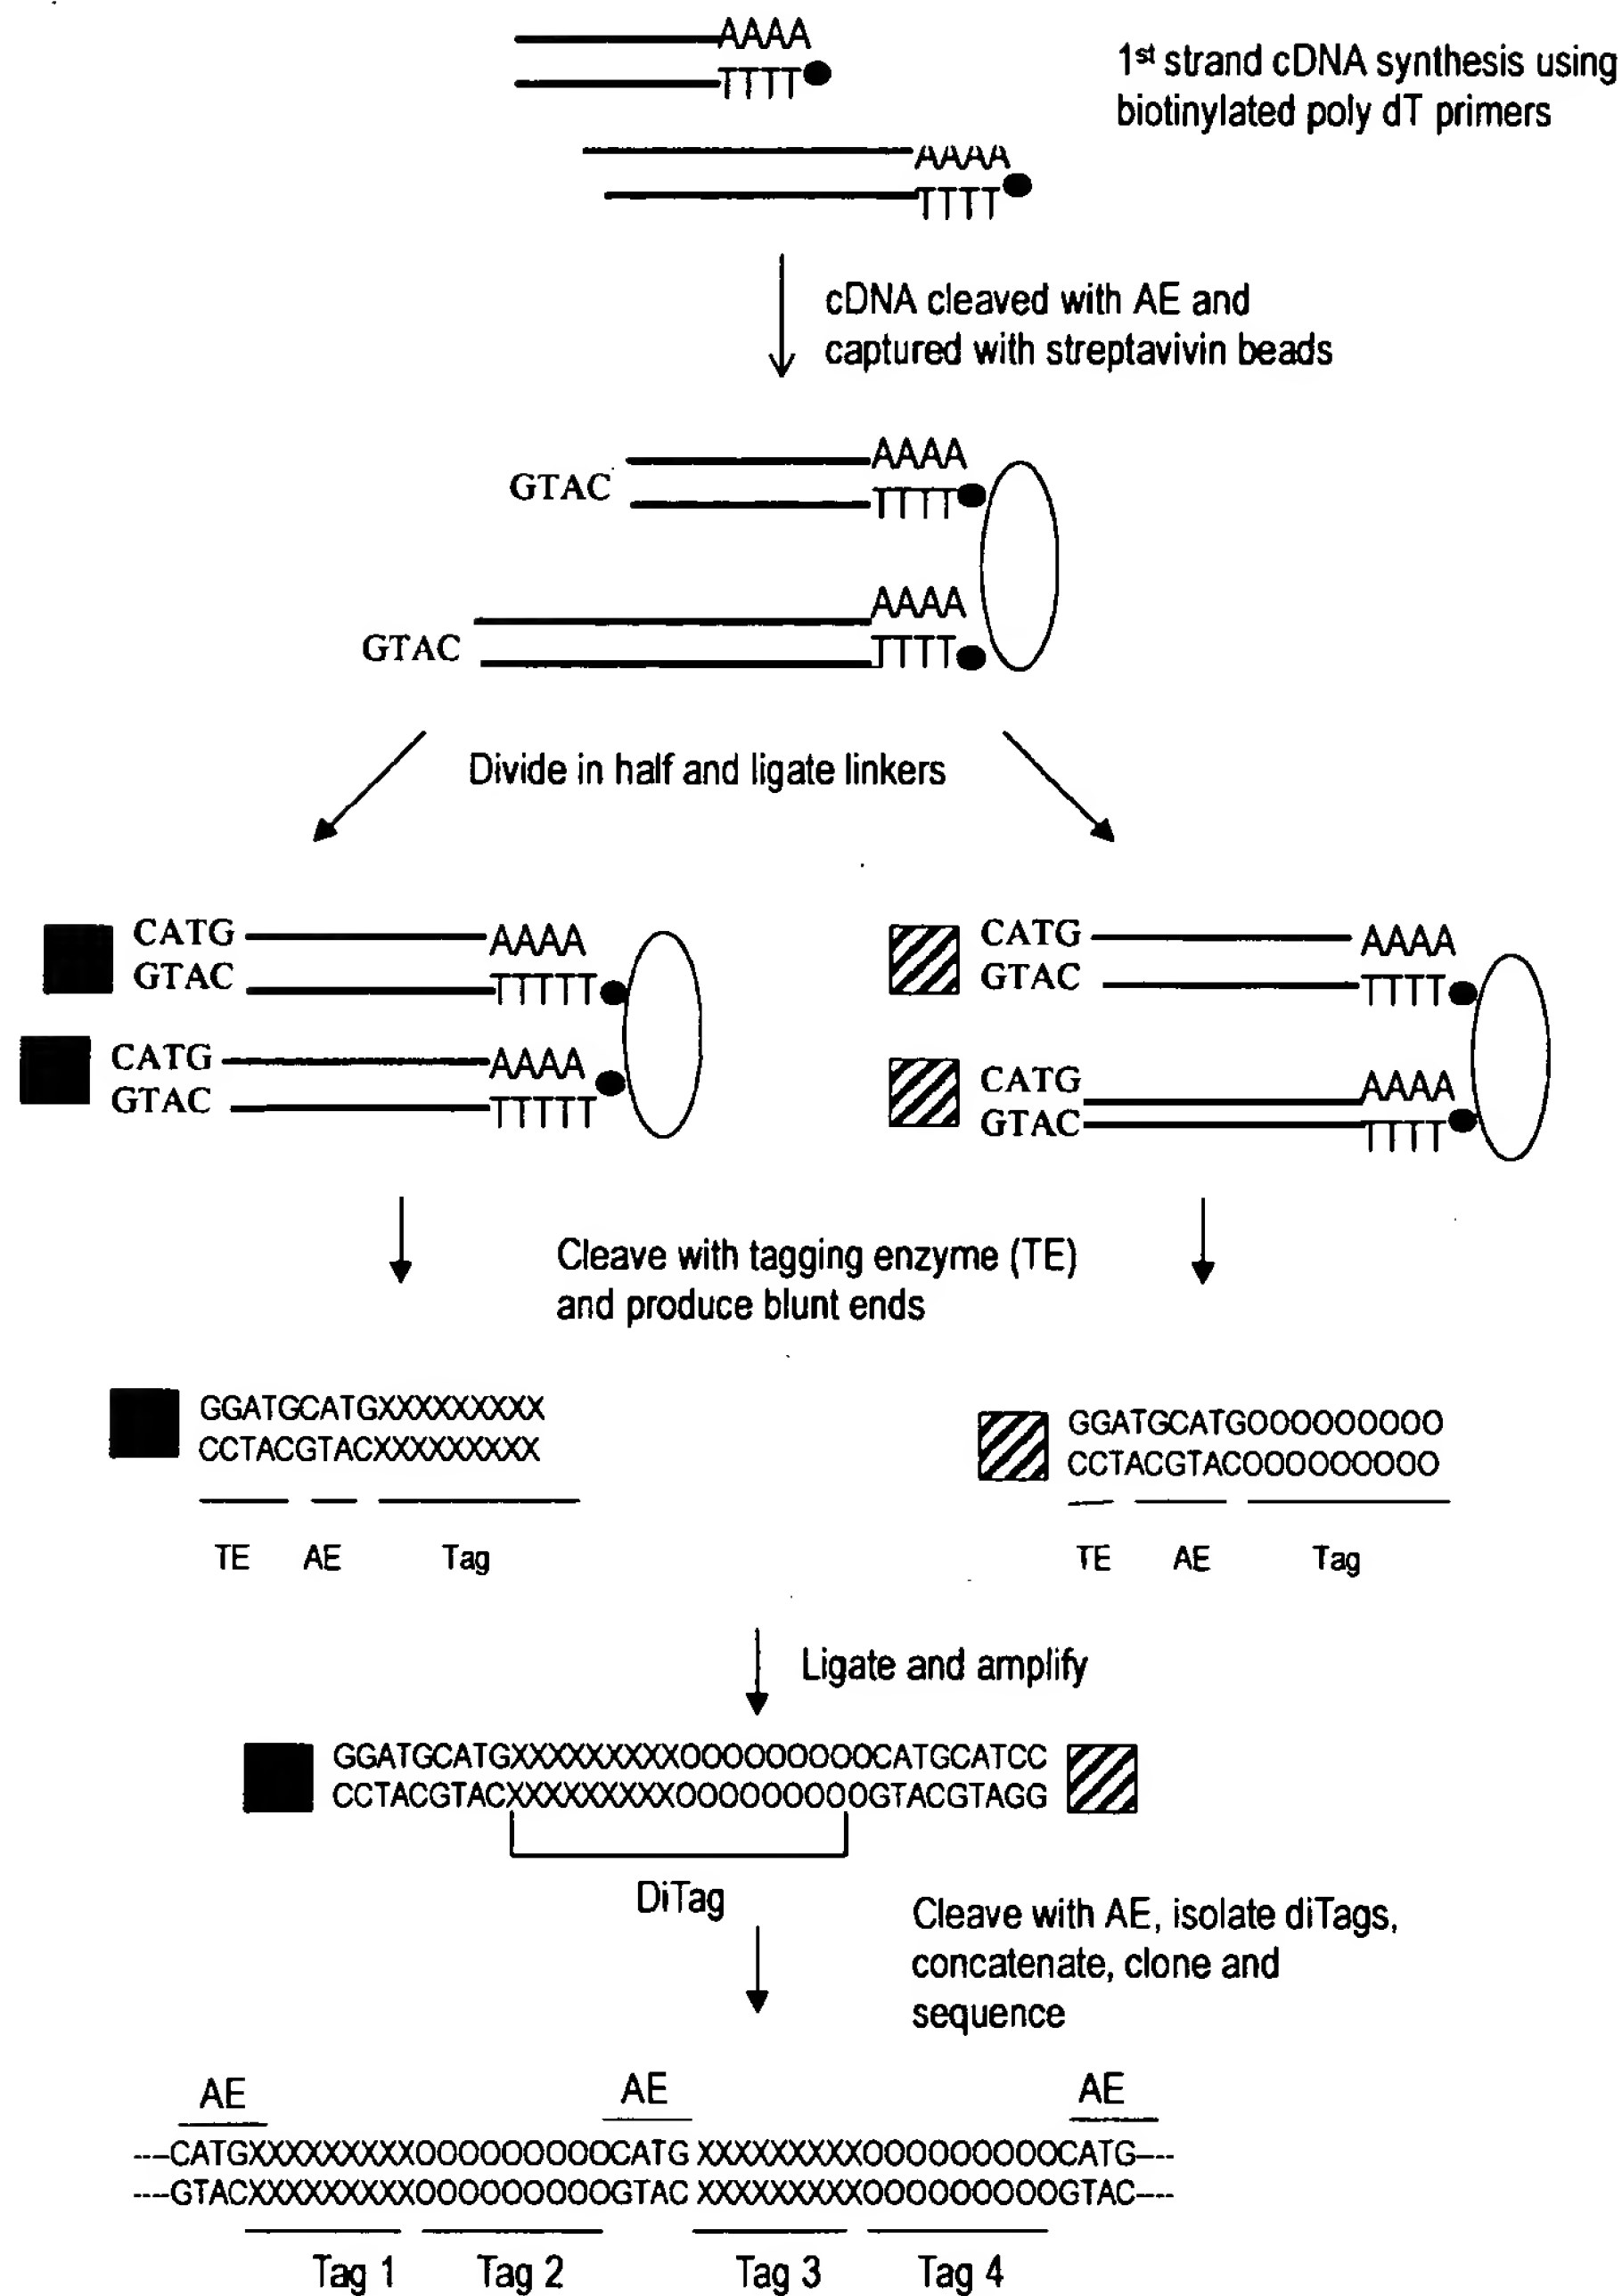 AAAA
TTTT
1st strand cDNA synthesis using
biotinylated poly dT primers
AAAA
TTTT
cDNA cleaved with AE and
captured with streptavivin beads
AAAA
GTAC
TTTT
AAAA
GTAC
TTTT
Divide in half and ligate linkers
CATG AAAA
GTAC TTTTT
CATG AAAA
GTAC TTTTT
CATG AAAA
GTAC TTTT
CATG AAAA
GTAC TTTT
Cleave with tagging enzyme (TE)
and produce blunt ends
GGATGCATGXXXXXXXXX
CCTACGTACXXXXXXXXX
TE AE Tag
GGATGCATGOOOOOOOOO
CCTACGTACOOOOOOOOO
TE AE Tag
Ligate and amplify
GGATGCATGXXXXXXXXXOOOOOOOOOCATGCATCC
CCTACGTACXXXXXXXXXOOOOOOOOOGTACGTAGG
DiTag
Cleave with AE, isolate diTags,
concatenate, clone and
sequence
AE AE AE
---CATGXXXXXXXXXOOOOOOOOOCATG XXXXXXXXXOOOOOOOOOCATG---
---GTACXXXXXXXXXOOOOOOOOOGTAC XXXXXXXXXOOOOOOOOOGTAC---
Tag 1 Tag 2 Tag 3 Tag 4